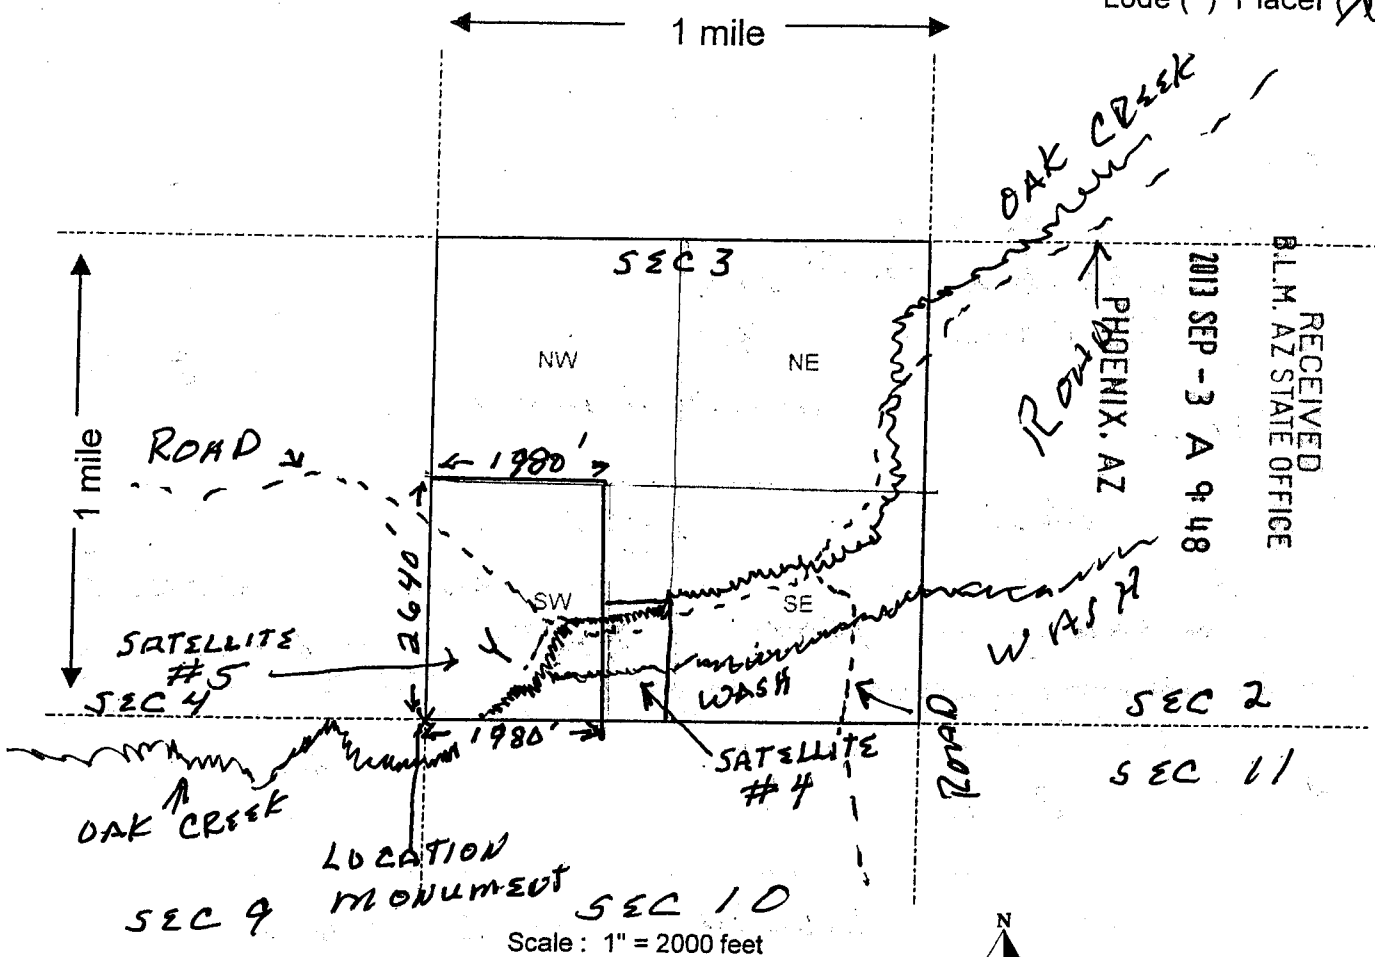 Lode ( ) Placer
1 mile
OAK CREEK
SEC 3
NW
NE
1 mile
ROAD
← 1980' →
2640
SW
SE
SATELLITE
#5
SEC 4
1980'
WASH
SATELLITE
#4
ROAD
WASH
SEC 2
SEC 11
OAK CREEK
LOCATION
MONUMENT
SEC 9
SEC 10
Scale : 1" = 2000 feet
N
ROAD
RECEIVED
B.L.M. AZ STATE OFFICE
2013 SEP -3 A 9:48
PHOENIX, AZ